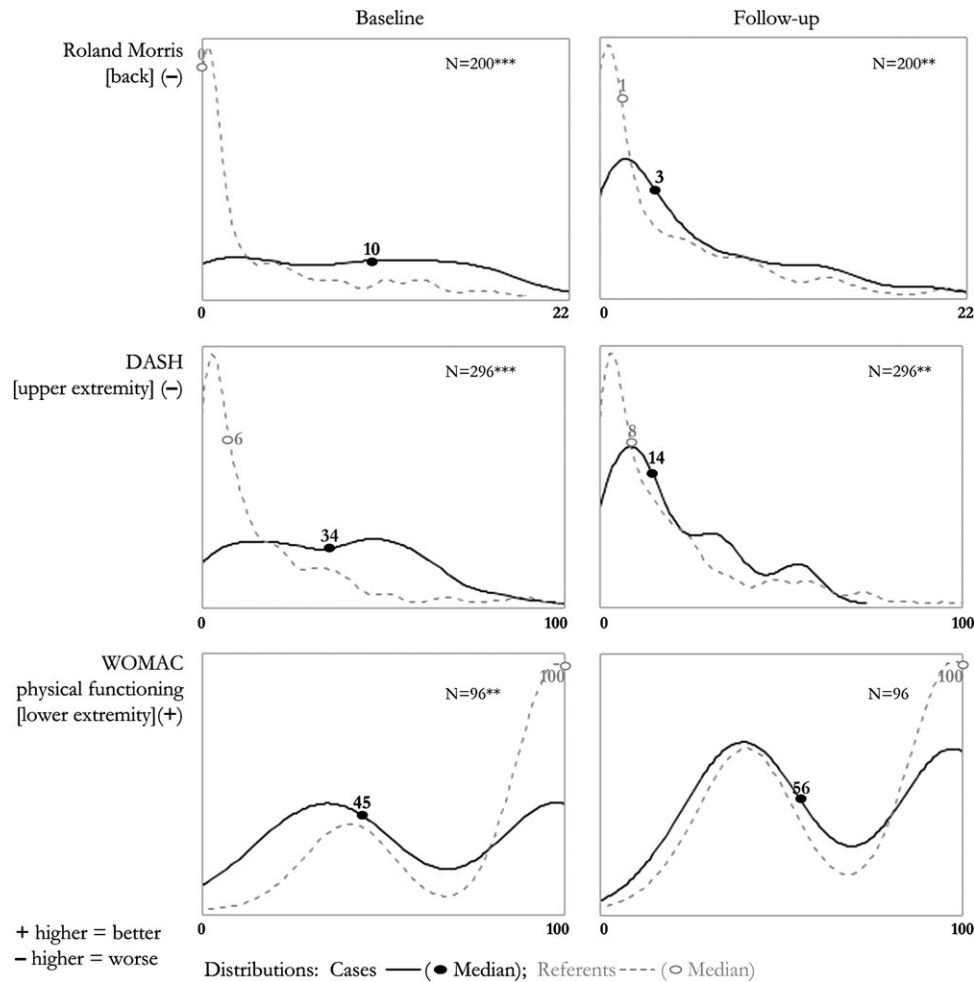 Baseline Follow-up
Roland Morris
[back] (−)
0
N=200***
10
0 22
1
N=200**
3
0 22
DASH
[upper extremity] (−)
N=296***
6
34
0 100
N=296**
8
14
0 100
WOMAC
physical functioning
[lower extremity](+)
N=96**
100
45
0 100
N=96
100
56
0 100
+ higher = better
− higher = worse
Distributions: Cases (● Median); Referents (○ Median)